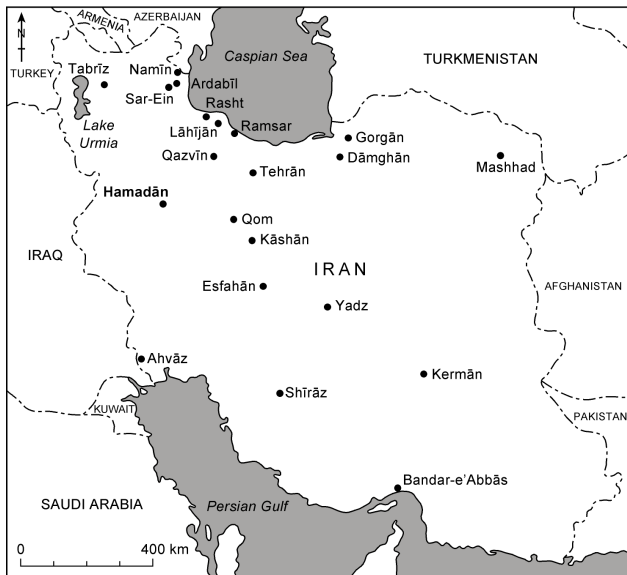 ARMENIA
AZERBAIJAN
N
Caspian Sea
TURKMENISTAN
TURKEY
Tabrīz
Namīn
Ardabīl
Sar-Ein
Rasht
Lake
Urmia
Lāhījān
Ramsar
Gorgān
Qazvīn
Dāmghān
Mashhad
Tehrān
Hamadān
Qom
Kāshān
IRAQ
IRAN
Esfahān
AFGHANISTAN
Yadz
Ahvāz
Kermān
Shīrāz
KUWAIT
PAKISTAN
Bandar-e'Abbās
SAUDI ARABIA
Persian Gulf
0 400 km